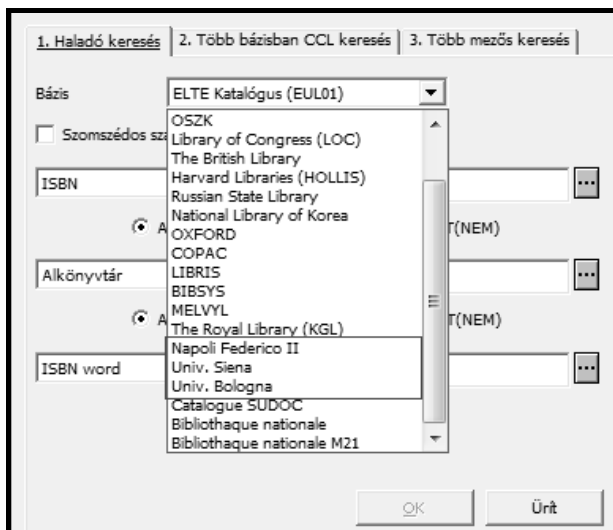 1. Haladó keresés 2. Több bázisban CCL keresés 3. Több mezős keresés
Bázis ELTE Katalógus (EUL01)
OSZK
Szomszédos sza
Library of Congress (LOC)
The British Library
Harvard Libraries (HOLLIS)
ISBN
Russian State Library
National Library of Korea
A OXFORD T(NEM)
COPAC
Alkönyvtár LIBRIS
BIBSYS
MELVYL
A The Royal Library (KGL) T(NEM)
Napoli Federico II
ISBN word Univ. Siena
Univ. Bologna
Catalogue SUDOC
Bibliothaque nationale
Bibliothaque nationale M21
OK Ürít